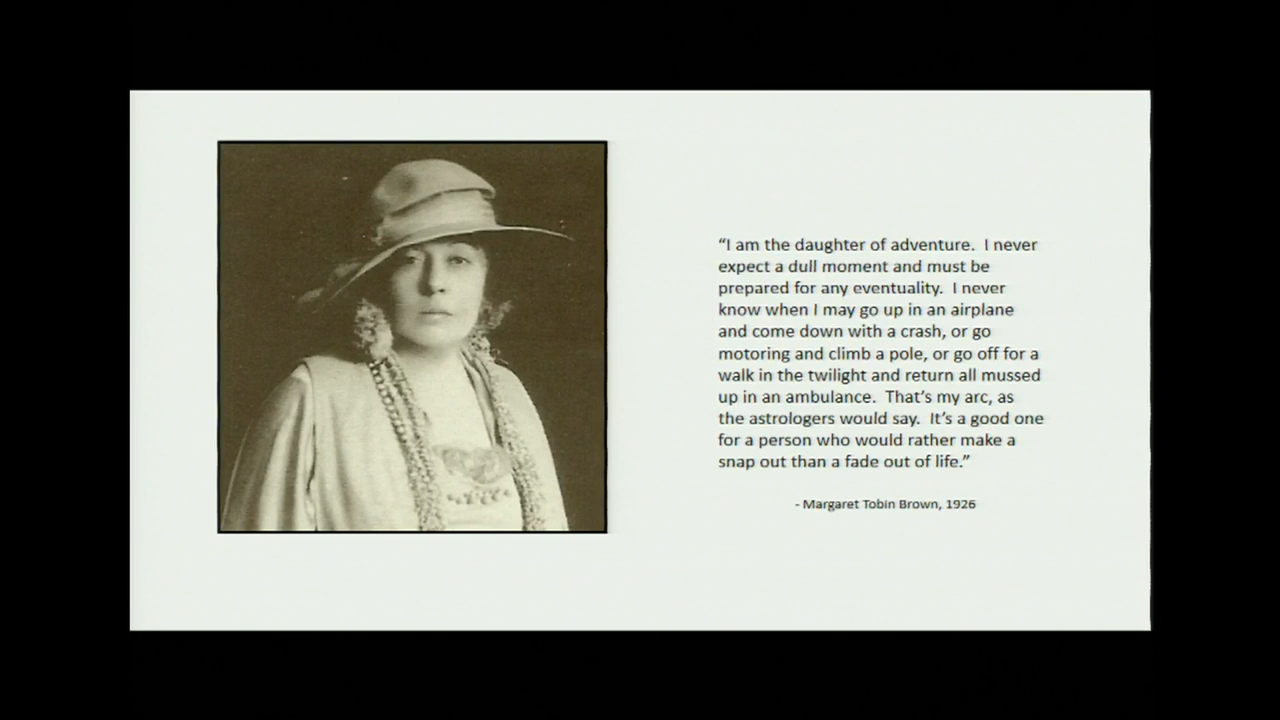 “I am the daughter of adventure.  I never
expect a dull moment and must be
prepared for any eventuality.  I never
know when I may go up in an airplane
and come down with a crash, or go
motoring and climb a pole, or go off for a
walk in the twilight and return all mussed
up in an ambulance.  That’s my arc, as
the astrologers would say.  It’s a good one
for a person who would rather make a
snap out than a fade out of life.”
- Margaret Tobin Brown, 1926